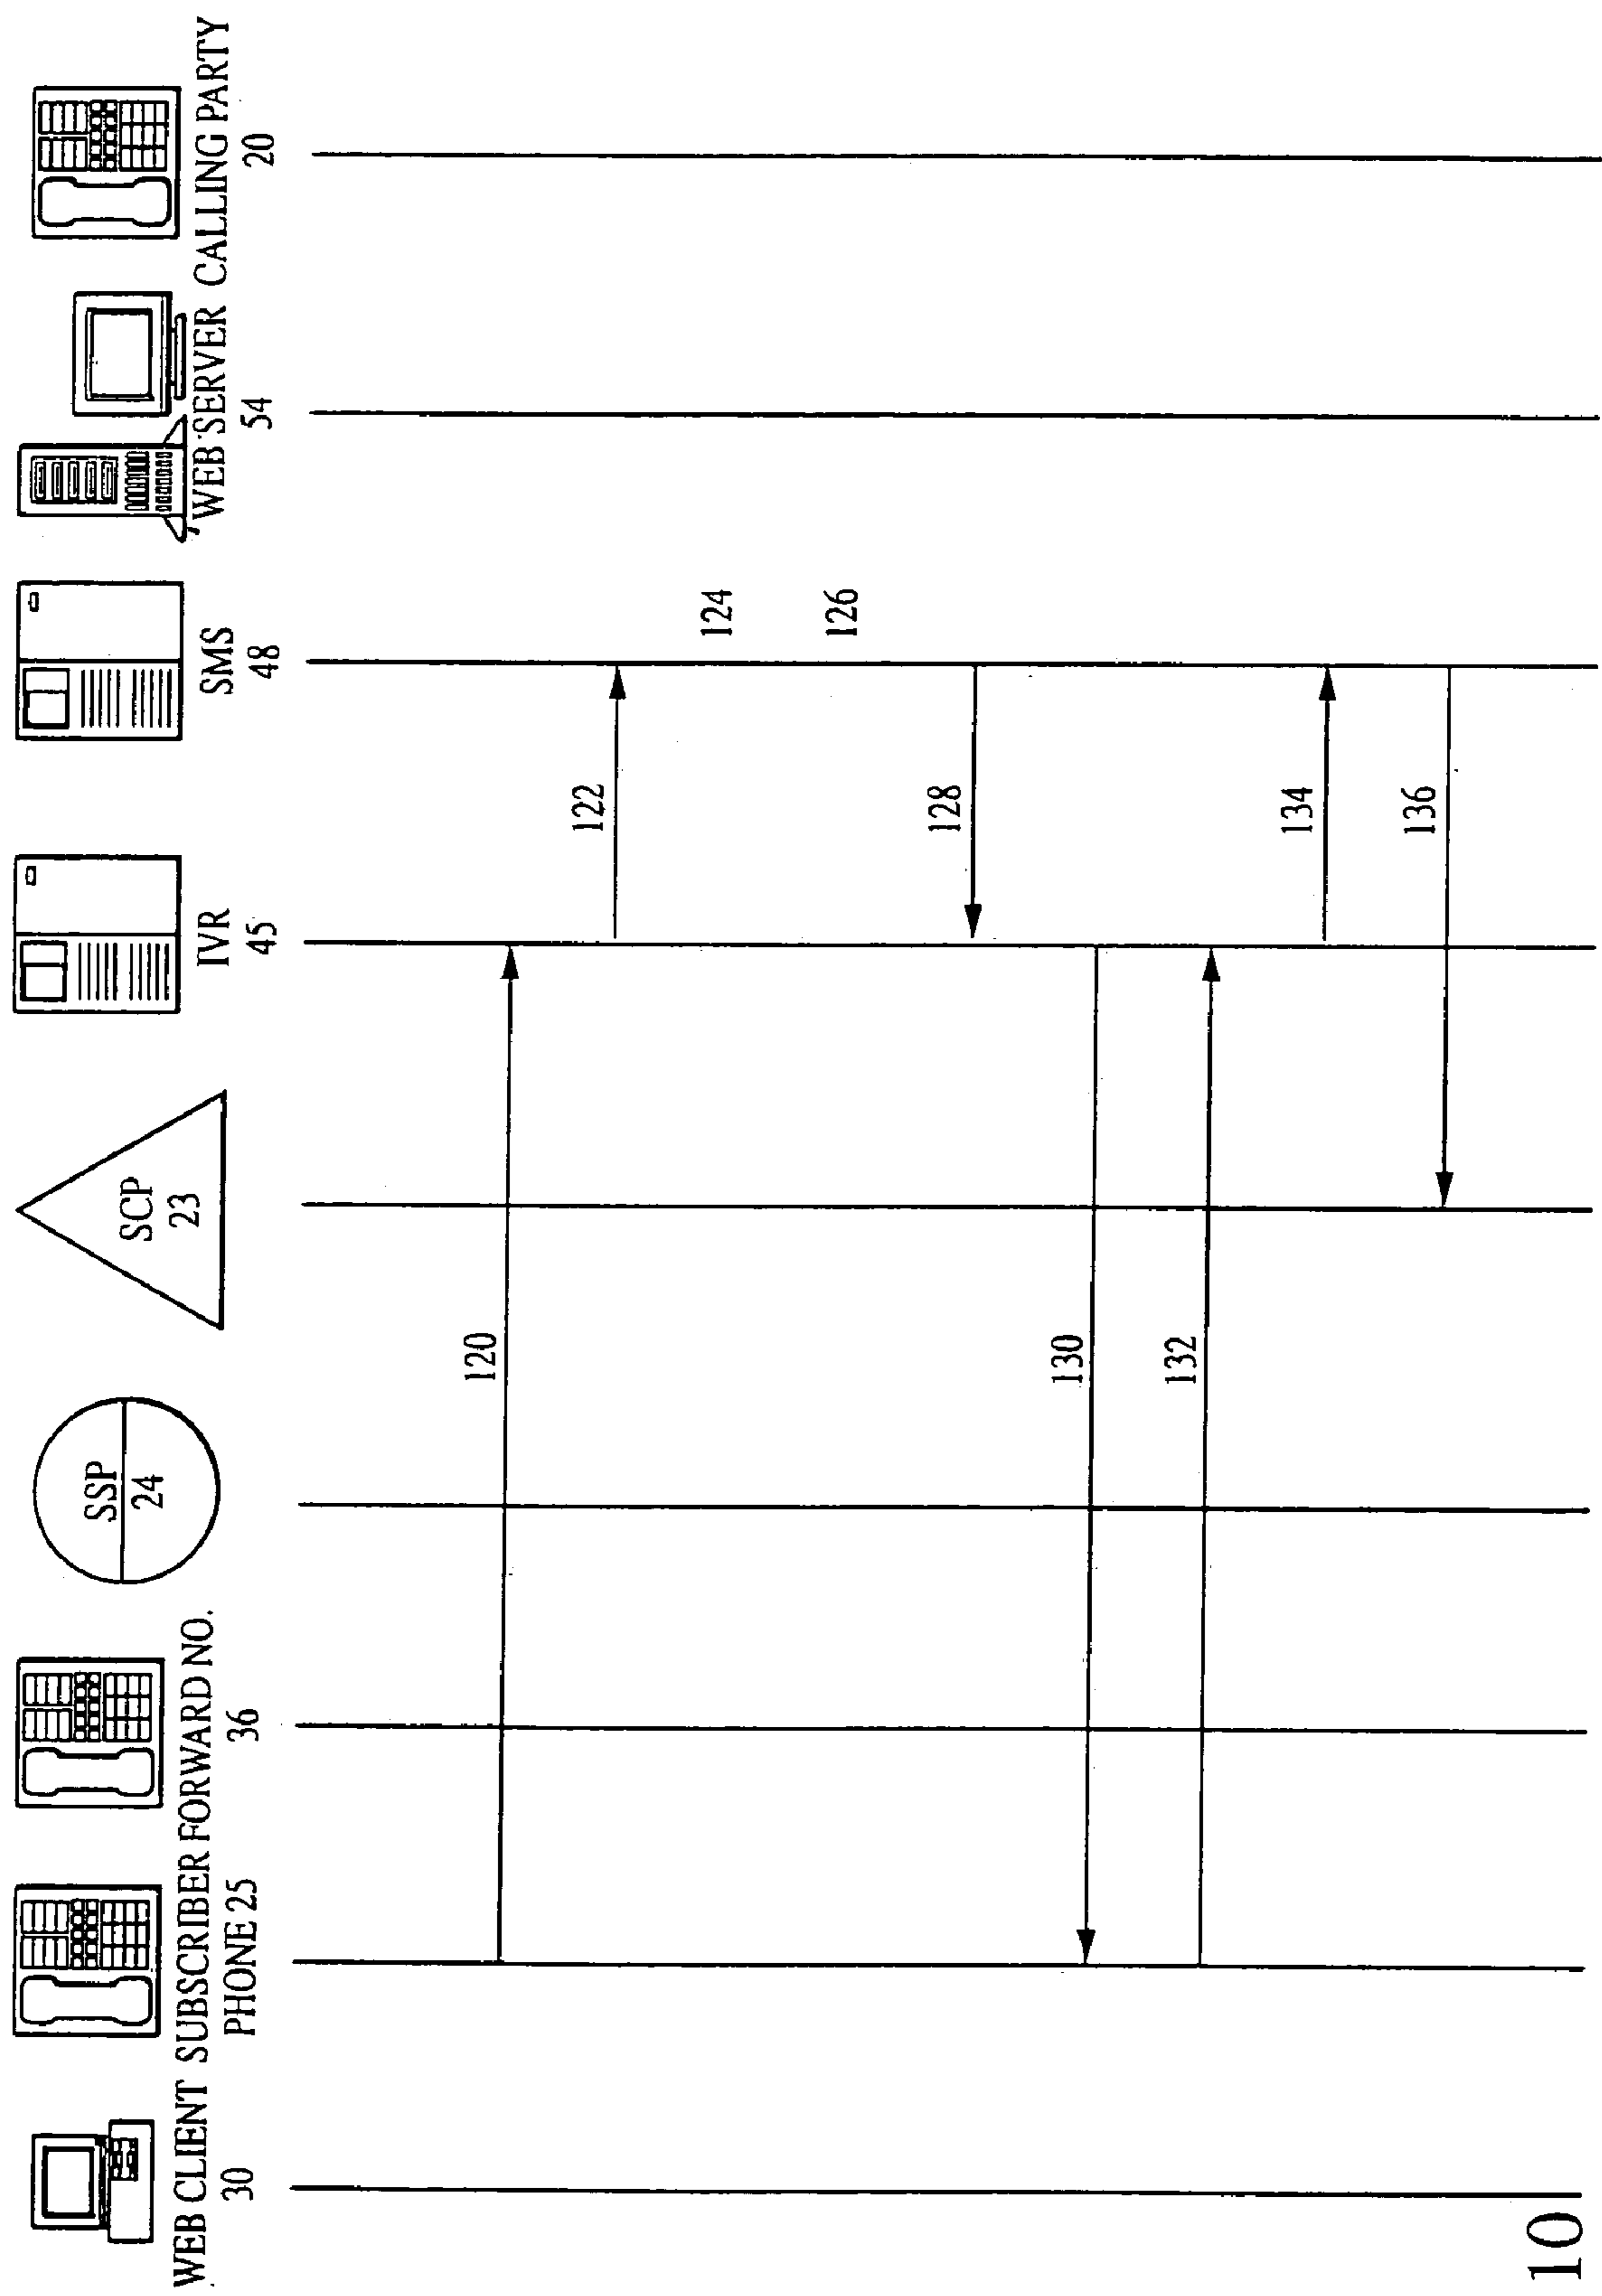 WEB CLIENT
30
SUBSCRIBER
PHONE 25
FORWARD NO.
36
SSP
24
SCP
23
IVR
45
SMS
48
WEB SERVER
54
CALLING PARTY
20
120
122
124
126
128
130
132
134
136
10